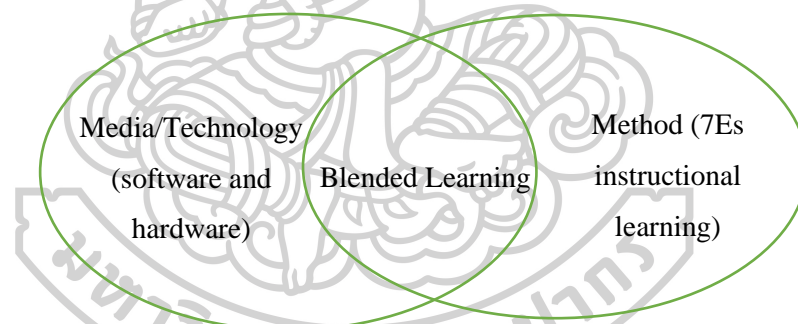 Media/Technology
(software and
hardware)
Blended Learning
Method (7Es
instructional
learning)